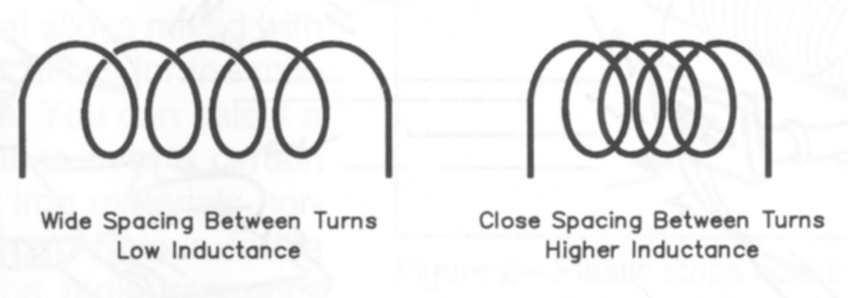 Wide Spacing Between Turns
Low Inductance
Close Spacing Between Turns
Higher Inductance